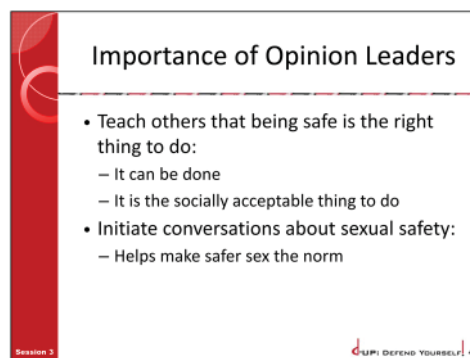 Importance of Opinion Leaders
• Teach others that being safe is the right
thing to do:
– It can be done
– It is the socially acceptable thing to do
• Initiate conversations about sexual safety:
– Helps make safer sex the norm
Session 3
d-UP: DEFEND YOURSELF!